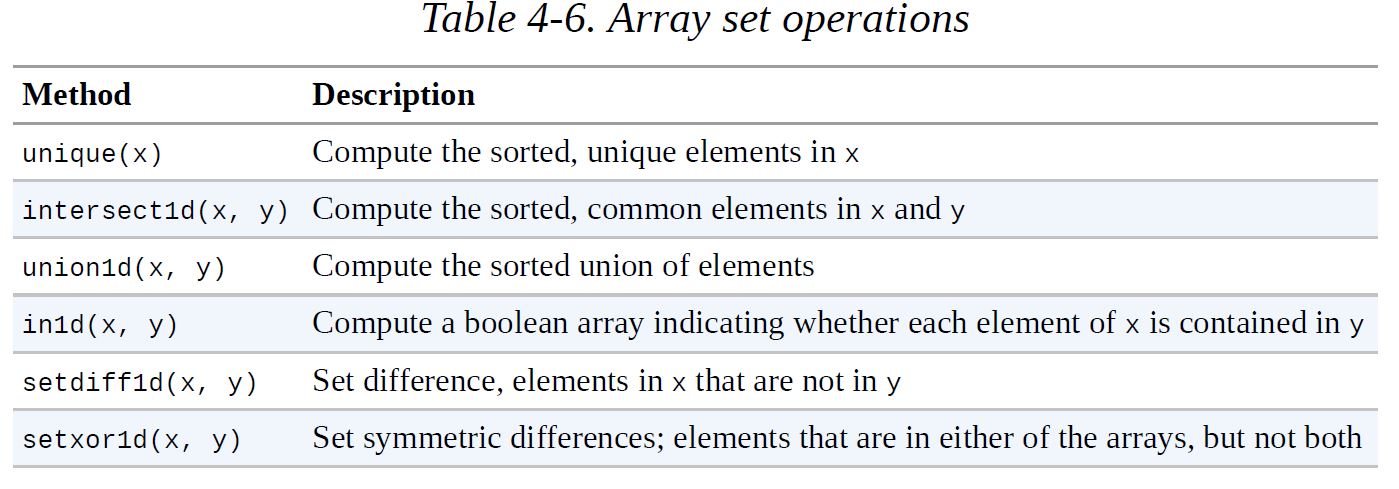 Table 4-6. Array set operations
Method Description
unique(x) Compute the sorted, unique elements in x
intersect1d(x, y) Compute the sorted, common elements in x and y
union1d(x, y) Compute the sorted union of elements
in1d(x, y) Compute a boolean array indicating whether each element of x is contained in y
setdiff1d(x, y) Set difference, elements in x that are not in y
setxor1d(x, y) Set symmetric differences; elements that are in either of the arrays, but not both